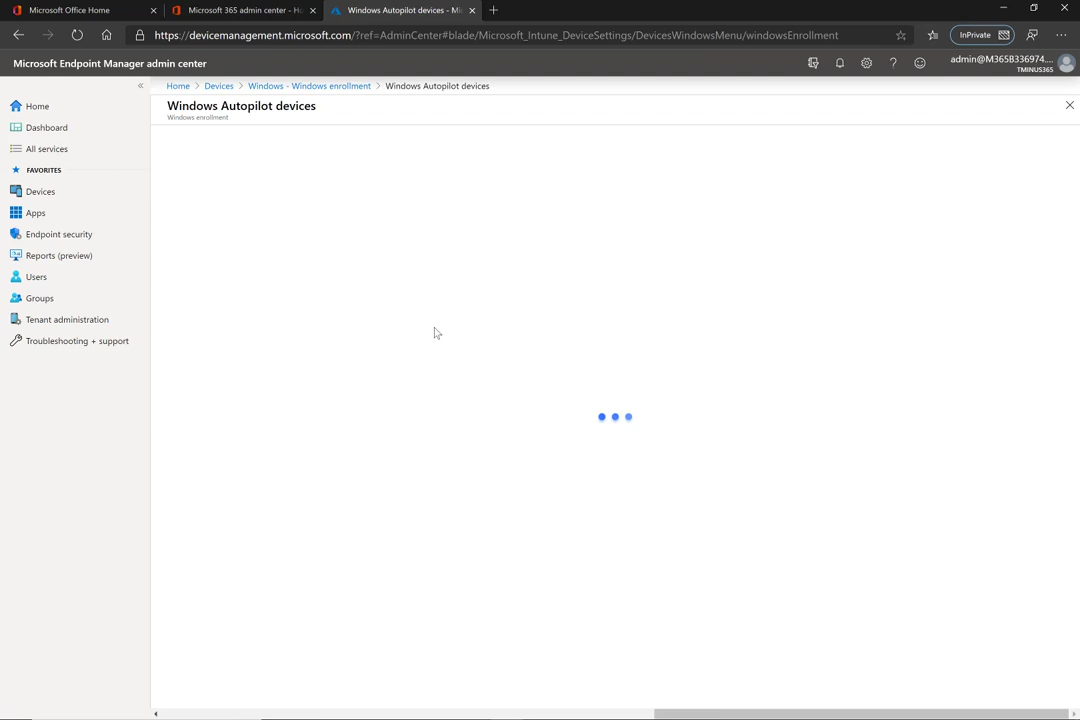 Microsoft Office Home
Microsoft 365 admin center - Ho
Windows Autopilot devices - Mi
https://devicemanagement.microsoft.com/?ref=AdminCenter#blade/Microsoft_Intune_DeviceSettings/DevicesWindowsMenu/windowsEnrollment
InPrivate
Microsoft Endpoint Manager admin center
admin@M365B336974....
TMINUS365
Home > Devices > Windows - Windows enrollment > Windows Autopilot devices
Windows Autopilot devices
Windows enrollment
Home
Dashboard
All services
FAVORITES
Devices
Apps
Endpoint security
Reports (preview)
Users
Groups
Tenant administration
Troubleshooting + support